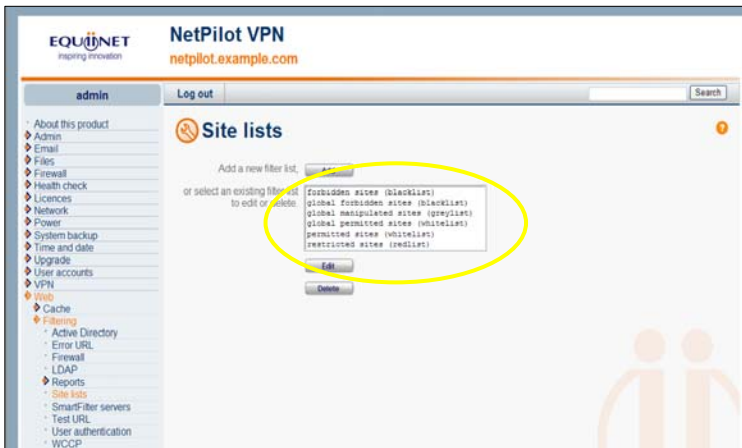 EQUiiNET
inspiring innovation
NetPilot VPN
netpilot.example.com
admin
Log out
Search
About this product
Admin
Email
Files
Firewall
Health check
Licences
Network
Power
System backup
Time and date
Upgrade
User accounts
VPN
Web
Cache
Filtering
Active Directory
Error URL
Firewall
LDAP
Reports
Site lists
SmartFilter servers
Test URL
User authentication
WCCP
Site lists
?
Add a new filter list,
Add
or select an existing filter list
to edit or delete.
forbidden sites (blacklist)
global forbidden sites (blacklist)
global manipulated sites (greylist)
global permitted sites (whitelist)
permitted sites (whitelist)
restricted sites (redlist)
Edit
Delete